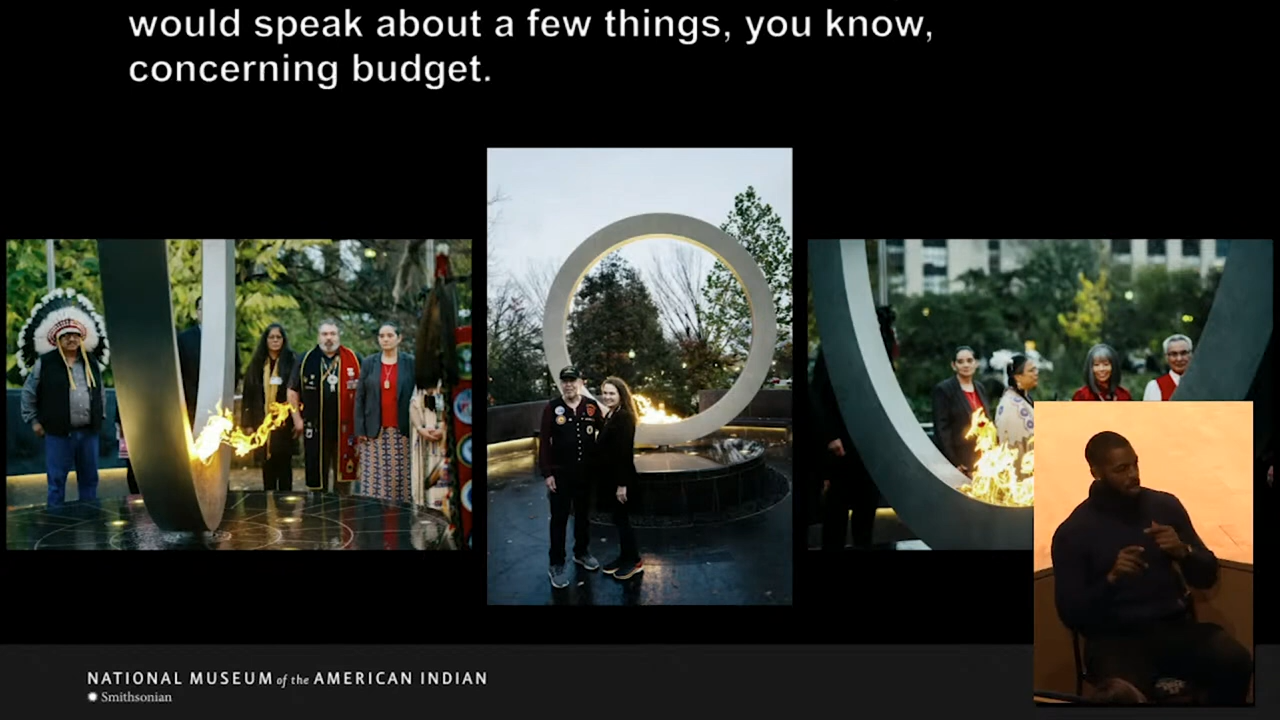 would speak about a few things, you know,
concerning budget.
NATIONAL MUSEUM of the AMERICAN INDIAN
Smithsonian